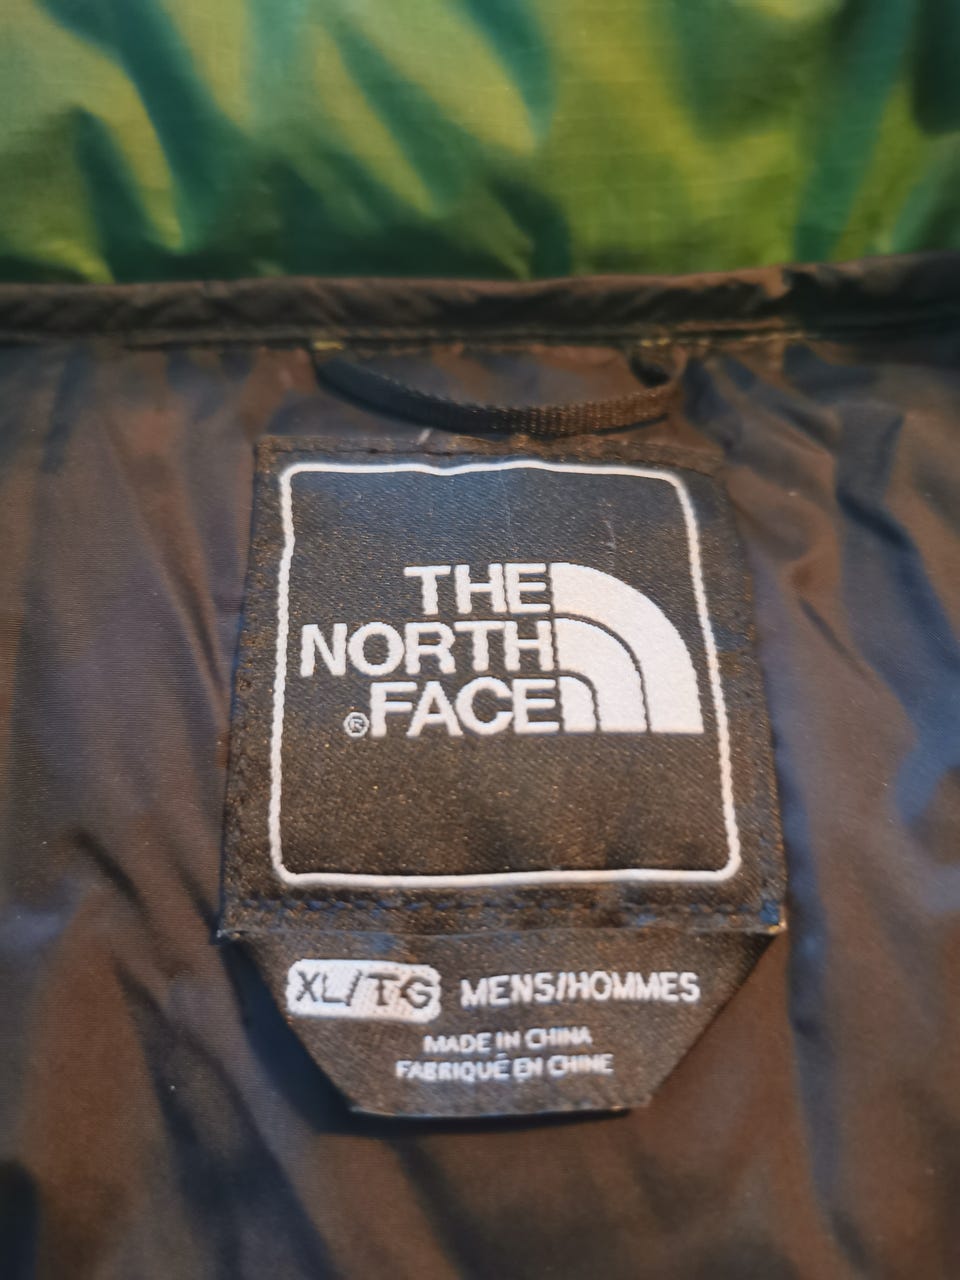 THE
NORTH
®FACE
XL/TG MENS/HOMMES
MADE IN CHINA
FABRIQUÉ EN CHINE